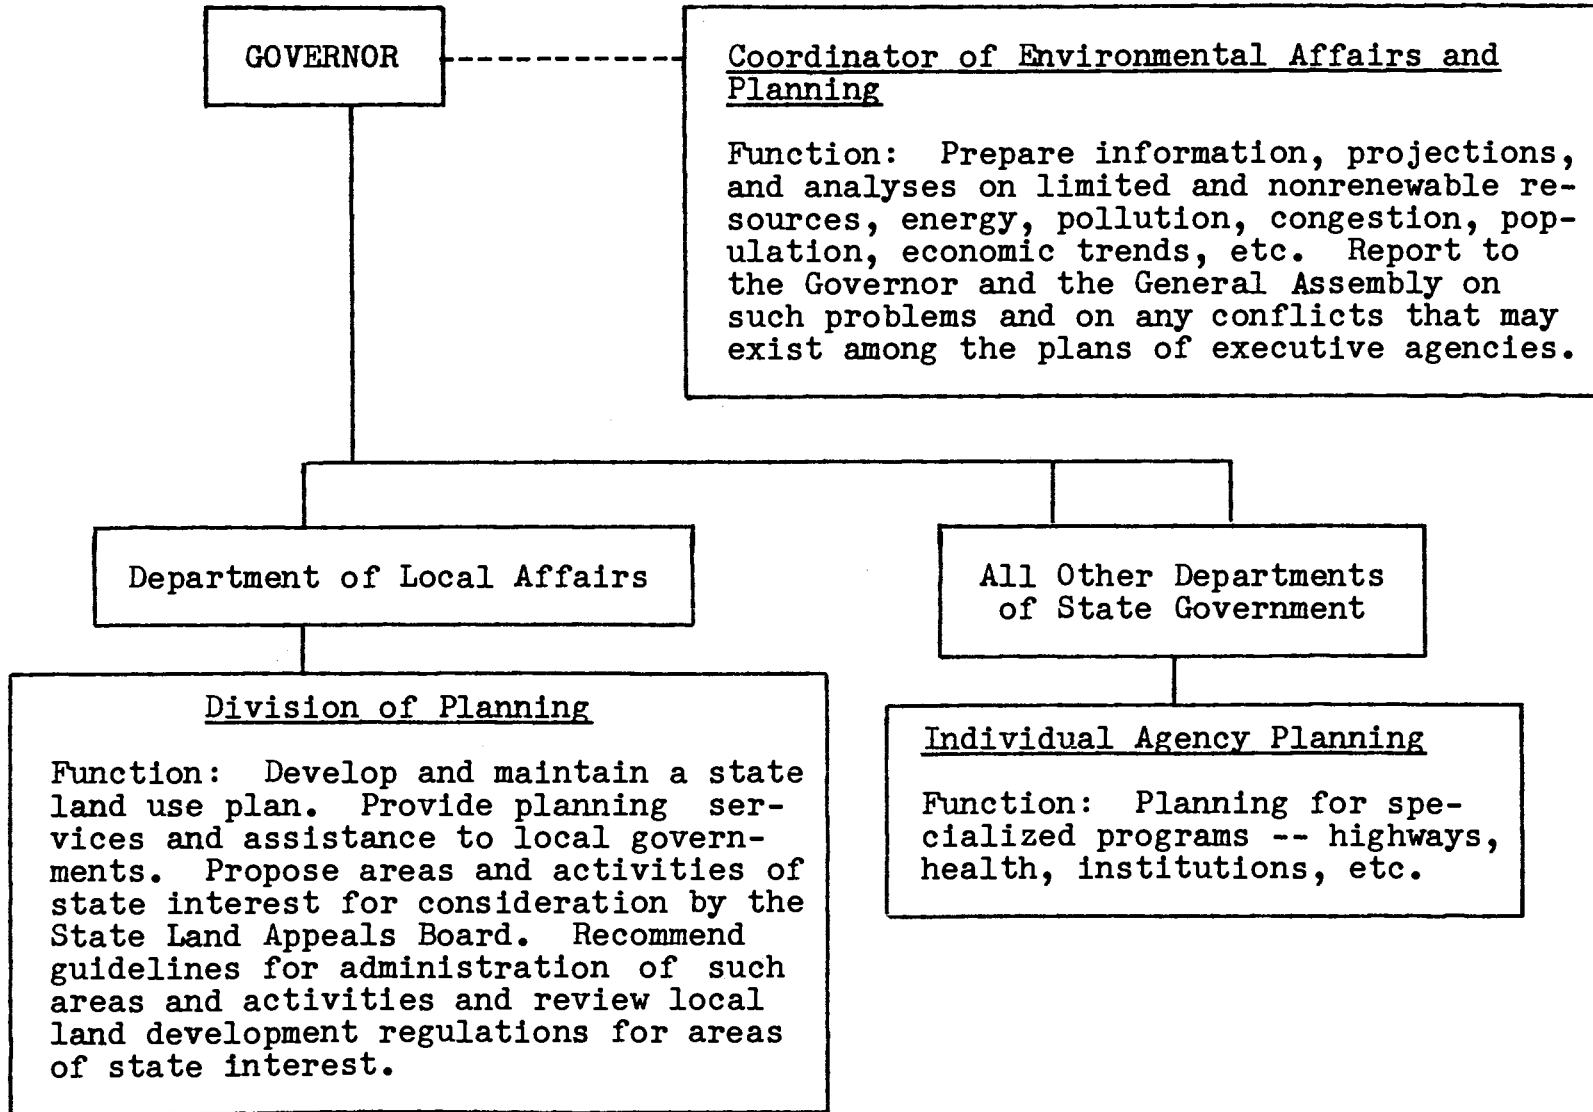 GOVERNOR
Coordinator of Environmental Affairs and
Planning
Function:  Prepare information, projections,
and analyses on limited and nonrenewable re-
sources, energy, pollution, congestion, pop-
ulation, economic trends, etc.  Report to
the Governor and the General Assembly on
such problems and on any conflicts that may
exist among the plans of executive agencies.
Department of Local Affairs
All Other Departments
of State Government
Division of Planning
Function:  Develop and maintain a state
land use plan.  Provide planning  ser-
vices and assistance to local govern-
ments.  Propose areas and activities of
state interest for consideration by the
State Land Appeals Board.  Recommend
guidelines for administration of such
areas and activities and review local
land development regulations for areas
of state interest.
Individual Agency Planning
Function:  Planning for spe-
cialized programs -- highways,
health, institutions, etc.